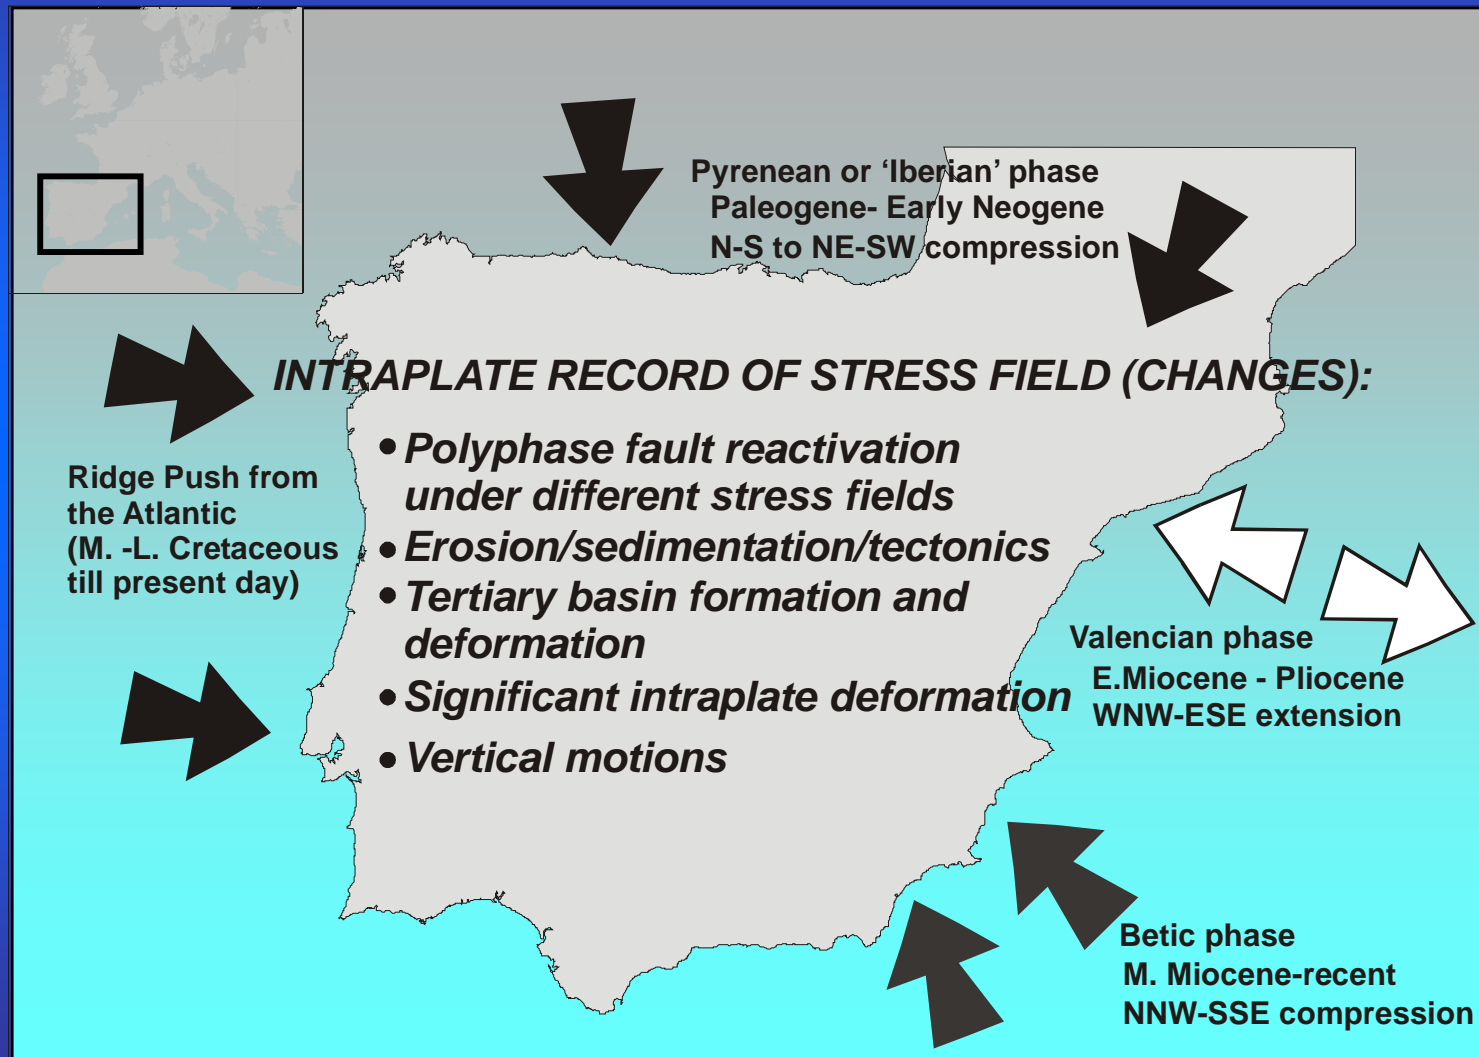 Pyrenean or ‘Iberian’ phase
Paleogene- Early Neogene
N-S to NE-SW compression
INTRAPLATE RECORD OF STRESS FIELD (CHANGES):
• Polyphase fault reactivation
under different stress fields
• Erosion/sedimentation/tectonics
• Tertiary basin formation and
deformation
• Significant intraplate deformation
• Vertical motions
Ridge Push from
the Atlantic
(M. -L. Cretaceous
till present day)
Valencian phase
E.Miocene - Pliocene
WNW-ESE extension
Betic phase
M. Miocene-recent
NNW-SSE compression